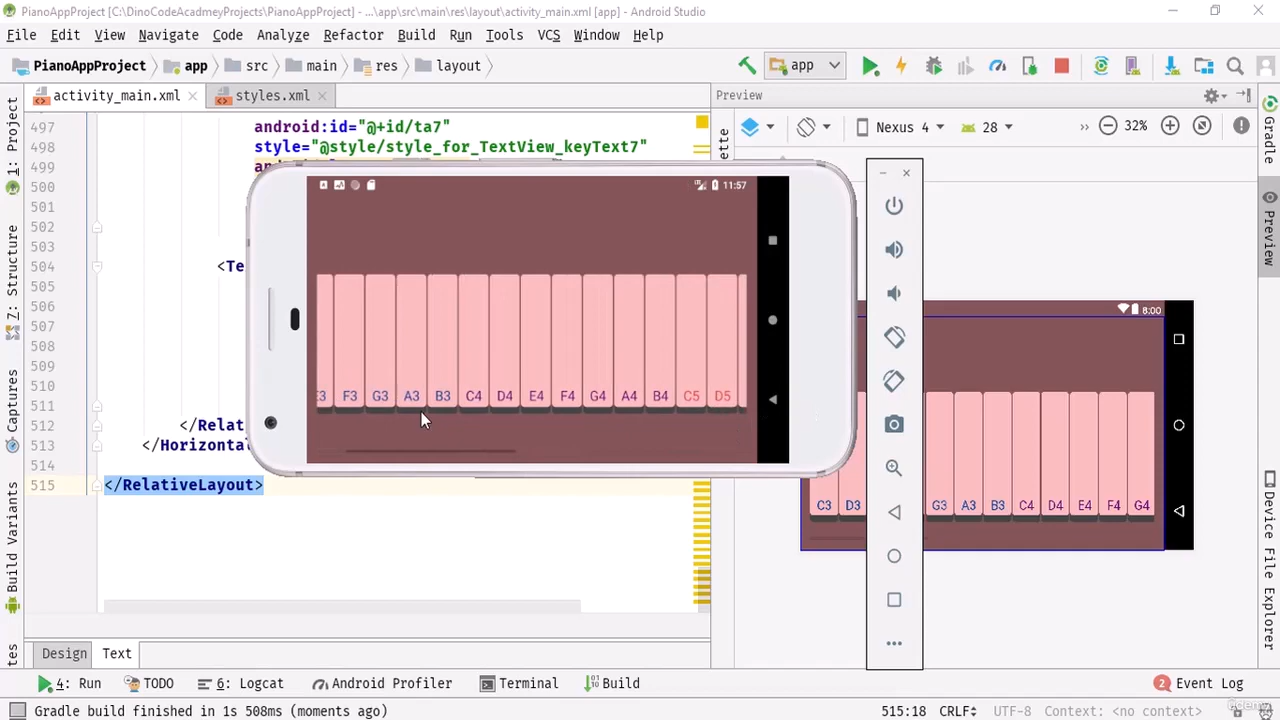 PianoAppProject [C:\DinoCodeAcadmeyProjects\PianoAppProject] - ...\app\src\main\res\layout\activity_main.xml [app] - Android Studio
File Edit View Navigate Code Analyze Refactor Build Run Tools VCS Window Help
PianoAppProject app src main res layout app
activity_main.xml styles.xml Preview
Nexus 4 28 32%
1: Project
Z: Structure
Captures
Build Variants
Gradle
Preview
Device File Explorer
497 android:id="@+id/ta7"
498 style="@style/style_for_TextView_keyText7"
499
500
501
502
503
504 <Te
505
506
507
508
509
510
511
512 </Relat
513 </Horizontal
514
515 </RelativeLayout>
11:57
F3 G3 A3 B3 C4 D4 E4 F4 G4 A4 B4 C5 D5
8:00
C3 D3 G3 A3 B3 C4 D4 E4 F4 G4
Design Text
4: Run TODO 6: Logcat Android Profiler Terminal Build 2 Event Log
Gradle build finished in 1s 508ms (moments ago) 515:18 CRLF UTF-8 Context: <no context>